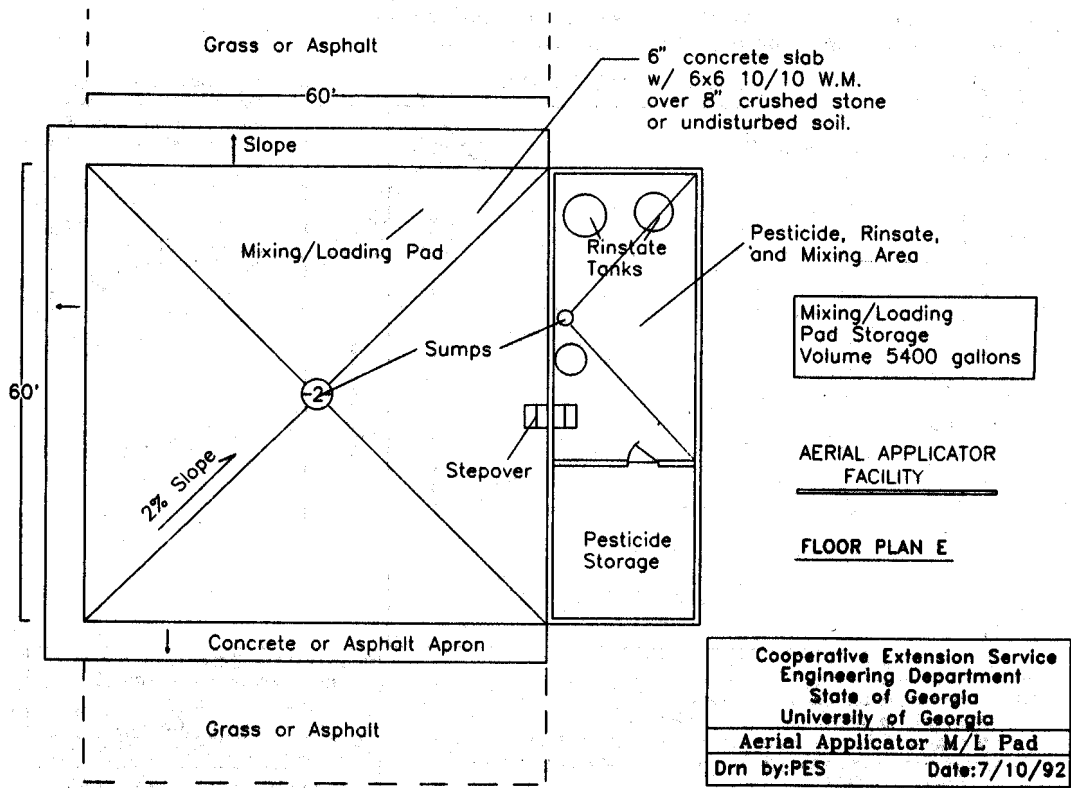 Grass or Asphalt
60'
6" concrete slab
w/ 6x6 10/10 W.M.
over 8" crushed stone
or undisturbed soil.
Slope
Mixing/Loading Pad
Rinstate
Tanks
Pesticide, Rinsate,
and Mixing Area
Mixing/Loading
Pad Storage
Volume 5400 gallons
Sumps
60'
-2-
Stepover
2% Slope
AERIAL APPLICATOR
FACILITY
Pesticide
Storage
FLOOR PLAN E
Concrete or Asphalt Apron
Grass or Asphalt
Cooperative Extension Service
Engineering Department
State of Georgia
University of Georgia
Aerial Applicator M/L Pad
Drn by:PES Date:7/10/92